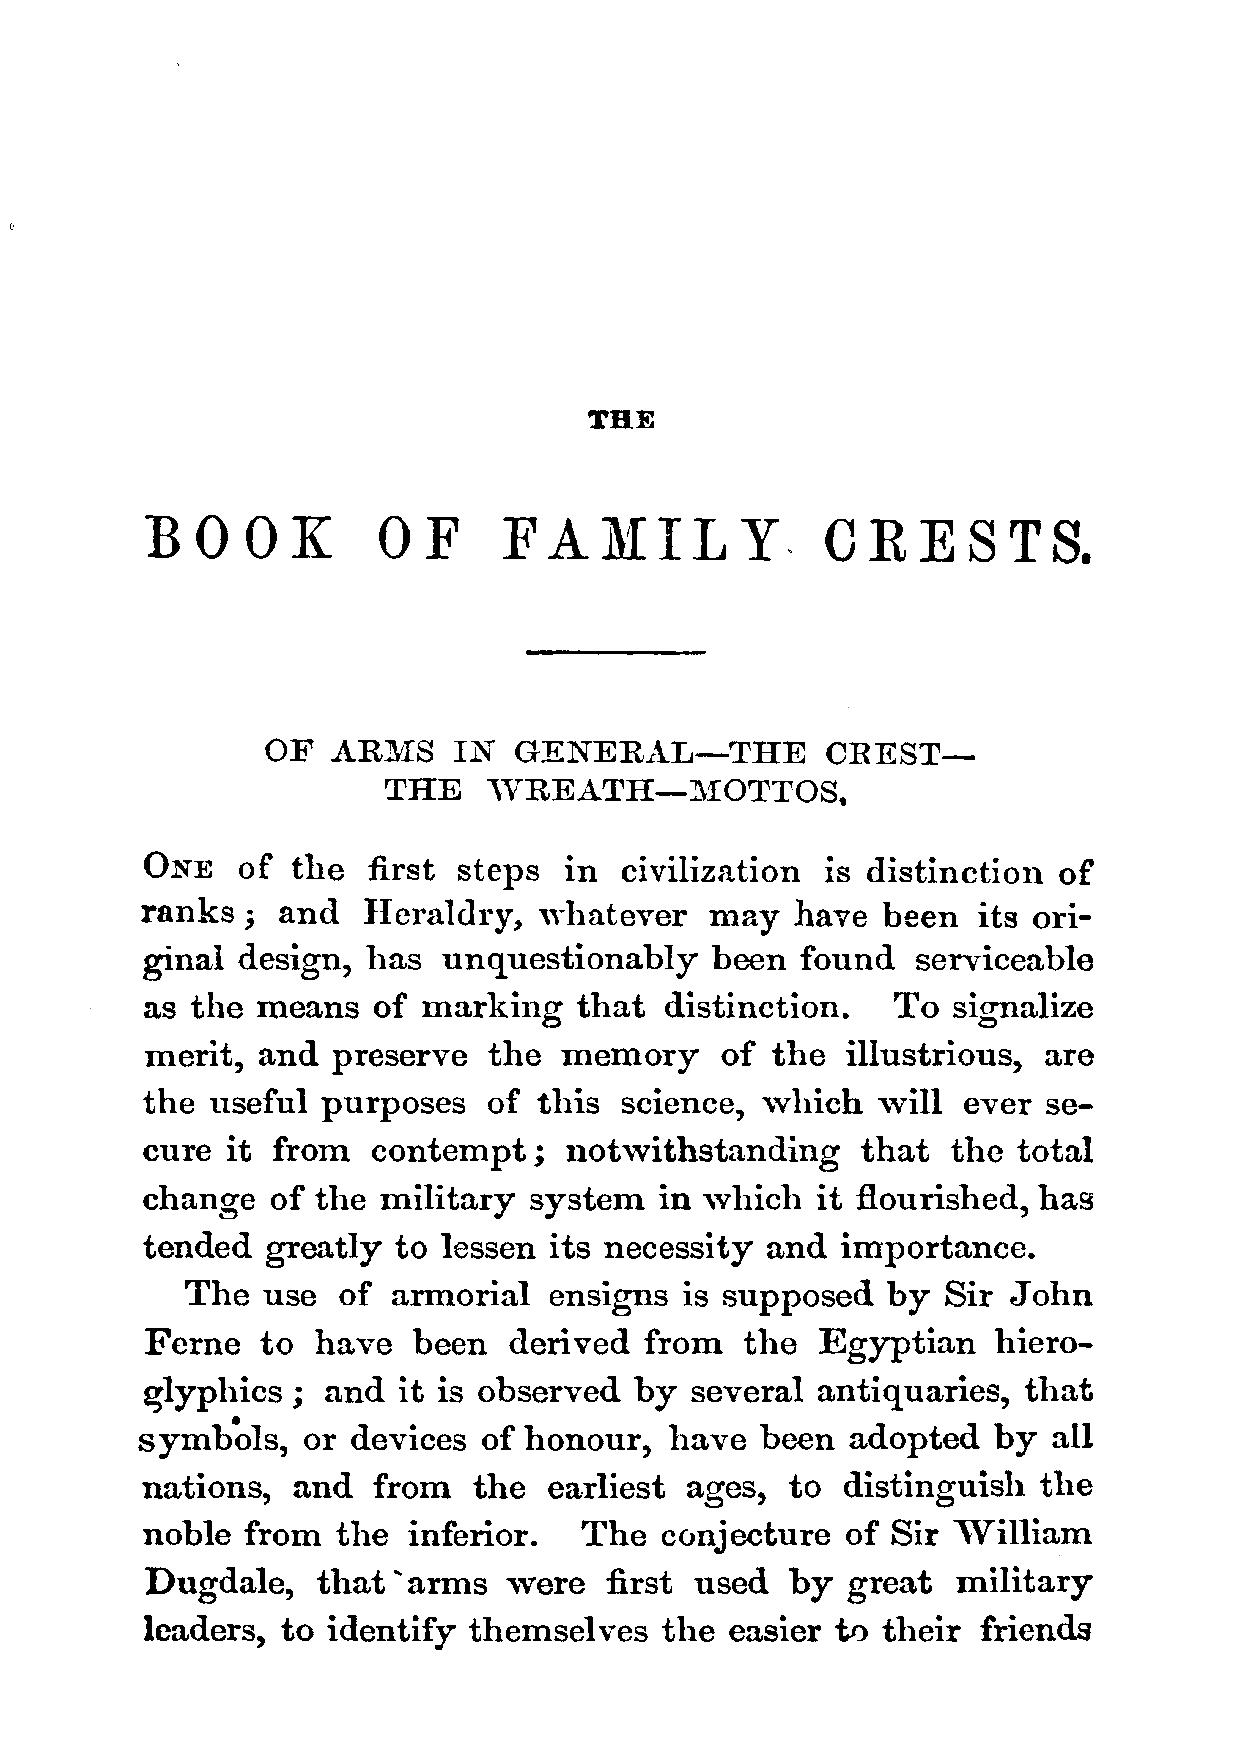 THE
BOOK OF FAMILY CRESTS.
OF ARMS IN GENERAL—THE CREST—
THE WREATH—MOTTOS.
ONE of the first steps in civilization is distinction of
ranks; and Heraldry, whatever may have been its ori-
ginal design, has unquestionably been found serviceable
as the means of marking that distinction. To signalize
merit, and preserve the memory of the illustrious, are
the useful purposes of this science, which will ever se-
cure it from contempt; notwithstanding that the total
change of the military system in which it flourished, has
tended greatly to lessen its necessity and importance.
The use of armorial ensigns is supposed by Sir John
Ferne to have been derived from the Egyptian hiero-
glyphics; and it is observed by several antiquaries, that
symbols, or devices of honour, have been adopted by all
nations, and from the earliest ages, to distinguish the
noble from the inferior. The conjecture of Sir William
Dugdale, that arms were first used by great military
leaders, to identify themselves the easier to their friends